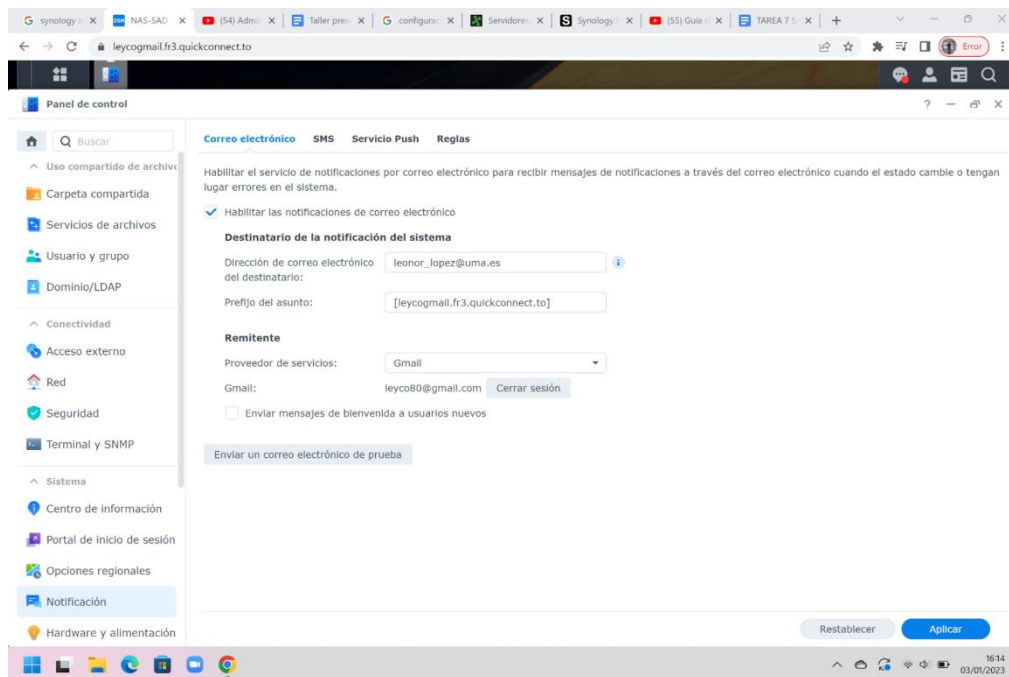 synology n
NAS-SAD -
(54) Admin
Taller pres
configurac
Servidores
Synology
(55) Guía d
TAREA 7 S
leycogmail.fr3.quickconnect.to
Error
Panel de control
Buscar
Uso compartido de archivo
Carpeta compartida
Servicios de archivos
Usuario y grupo
Dominio/LDAP
Conectividad
Acceso externo
Red
Seguridad
Terminal y SNMP
Sistema
Centro de información
Portal de inicio de sesión
Opciones regionales
Notificación
Hardware y alimentación
Correo electrónico SMS Servicio Push Reglas
Habilitar el servicio de notificaciones por correo electrónico para recibir mensajes de notificaciones a través del correo electrónico cuando el estado cambie o tengan
lugar errores en el sistema.
Habilitar las notificaciones de correo electrónico
Destinatario de la notificación del sistema
Dirección de correo electrónico
del destinatario:
leonor_lopez@uma.es
Prefijo del asunto: [leycogmail.fr3.quickconnect.to]
Remitente
Proveedor de servicios: Gmail
Gmail: leyco80@gmail.com Cerrar sesión
Enviar mensajes de bienvenida a usuarios nuevos
Enviar un correo electrónico de prueba
Restablecer Aplicar
16:14
03/01/2023